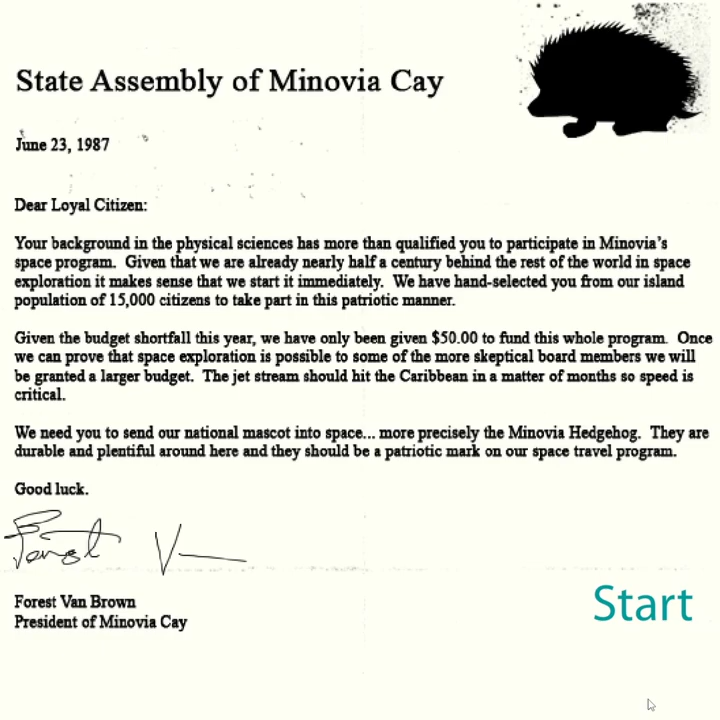 State Assembly of Minovia Cay
June 23, 1987
Dear Loyal Citizen:
Your background in the physical sciences has more than qualified you to participate in Minovia's
space program. Given that we are already nearly half a century behind the rest of the world in space
exploration it makes sense that we start it immediately. We have hand-selected you from our island
population of 15,000 citizens to take part in this patriotic manner.
Given the budget shortfall this year, we have only been given $50.00 to fund this whole program. Once
we can prove that space exploration is possible to some of the more skeptical board members we will
be granted a larger budget. The jet stream should hit the Caribbean in a matter of months so speed is
critical.
We need you to send our national mascot into space... more precisely the Minovia Hedgehog. They are
durable and plentiful around here and they should be a patriotic mark on our space travel program.
Good luck.
Forest Van Brown
President of Minovia Cay
Start